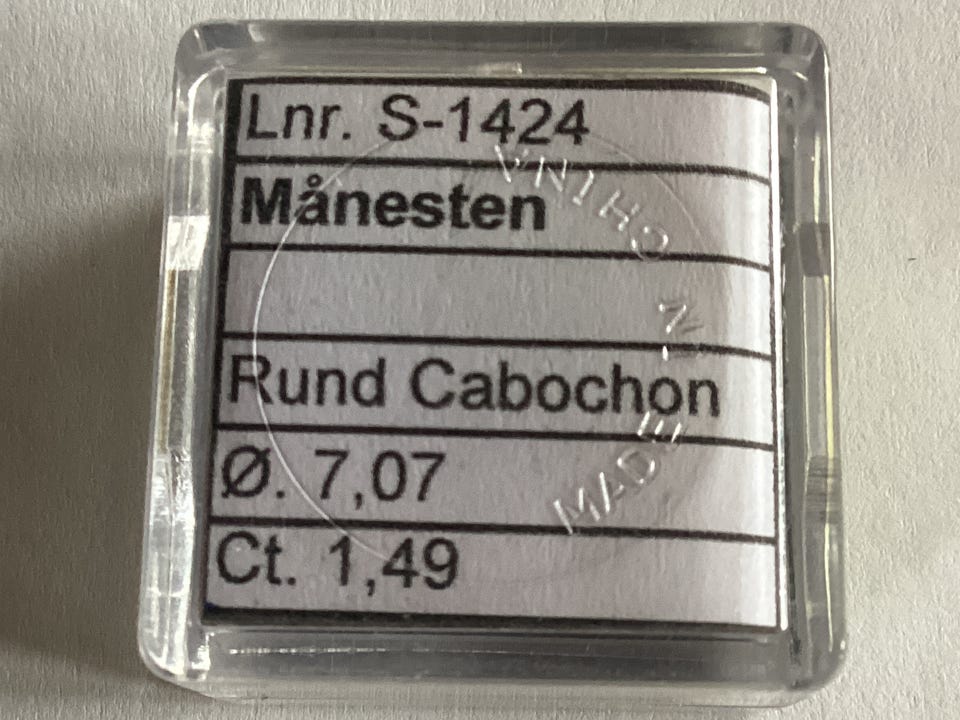 Lnr. S-1424
Månesten
Rund Cabochon
Ø. 7,07
Ct. 1,49
MADE IN CHINA